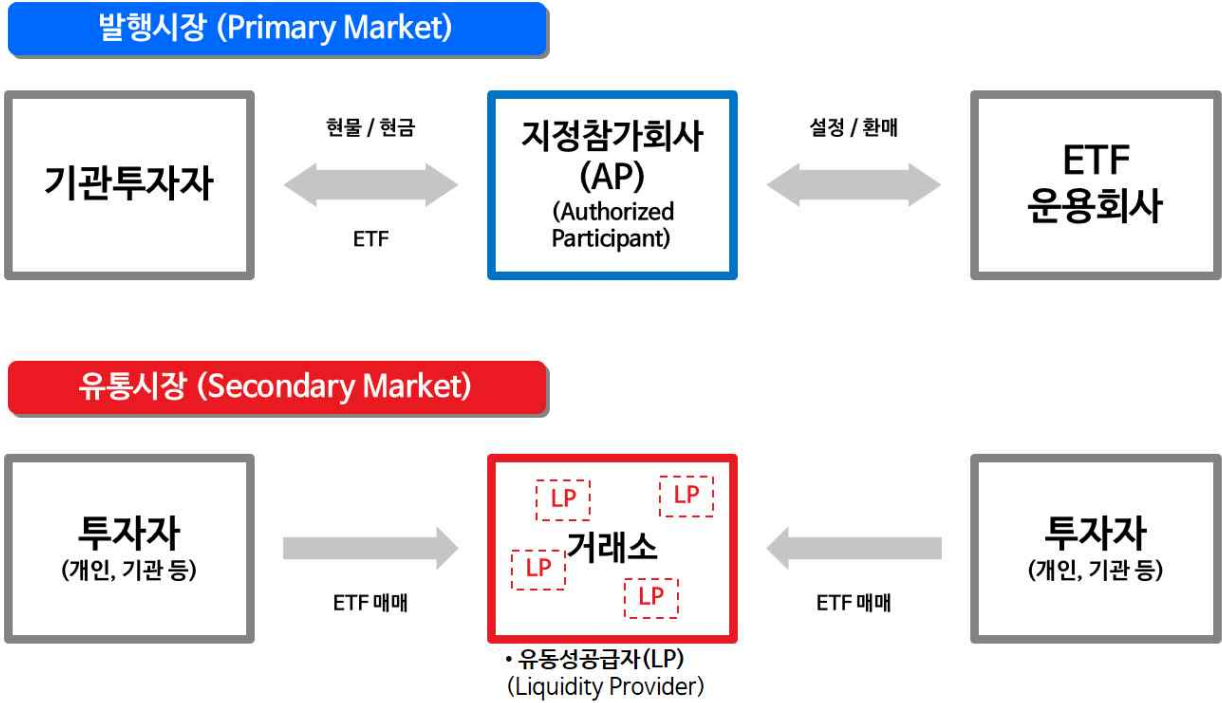 발행시장 (Primary Market)
기관투자자
현물 / 현금
ETF
지정참가회사
(AP)
(Authorized
Participant)
설정 / 환매
ETF
운용회사
유통시장 (Secondary Market)
투자자
(개인, 기관 등)
ETF 매매
LP
LP
거래소
LP
LP
• 유동성공급자(LP)
(Liquidity Provider)
ETF 매매
투자자
(개인, 기관 등)